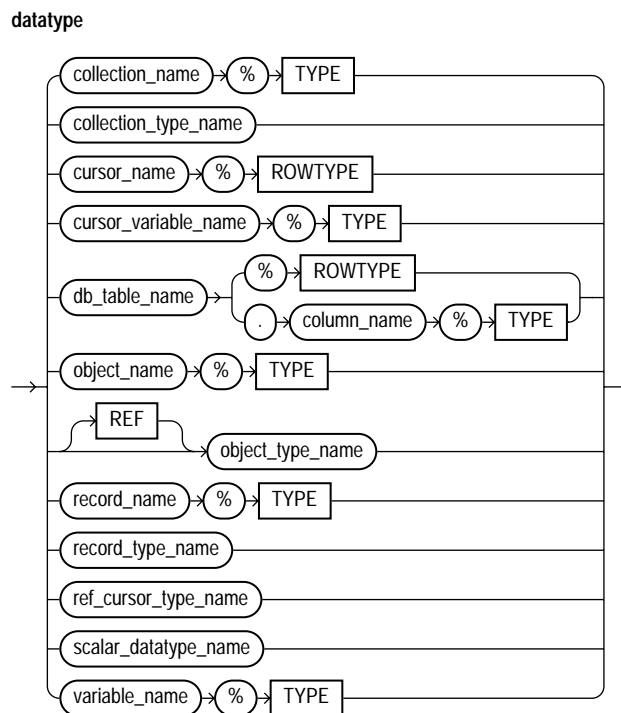 datatype
collection_name % TYPE
collection_type_name
cursor_name % ROWTYPE
cursor_variable_name % TYPE
% ROWTYPE
db_table_name
. column_name % TYPE
object_name % TYPE
REF
object_type_name
record_name % TYPE
record_type_name
ref_cursor_type_name
scalar_datatype_name
variable_name % TYPE